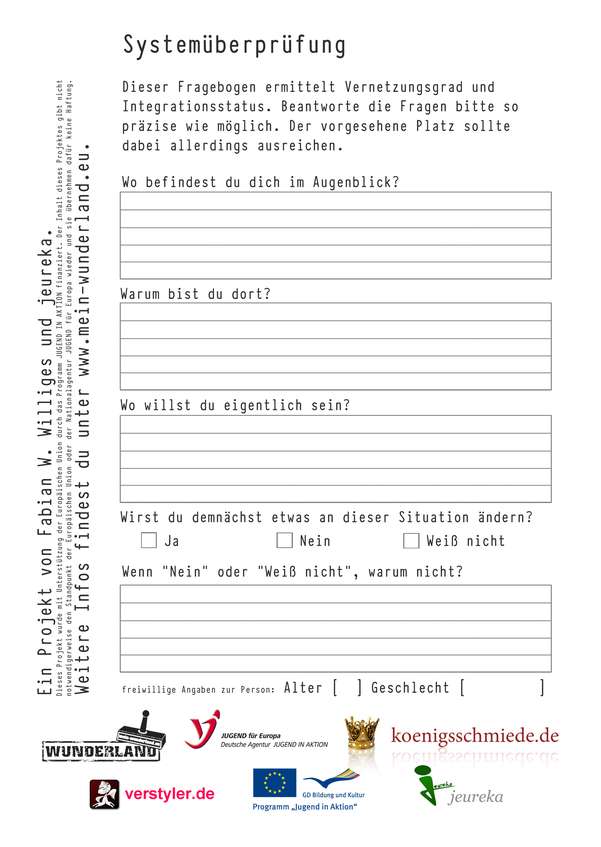 Systemüberprüfung
Dieser Fragebogen ermittelt Vernetzungsgrad und
Integrationsstatus. Beantworte die Fragen bitte so
präzise wie möglich. Der vorgesehene Platz sollte
dabei allerdings ausreichen.
Wo befindest du dich im Augenblick?
Warum bist du dort?
Wo willst du eigentlich sein?
Wirst du demnächst etwas an dieser Situation ändern?
Ja Nein Weiß nicht
Wenn "Nein" oder "Weiß nicht", warum nicht?
freiwillige Angaben zur Person: Alter [ ] Geschlecht [ ]
Ein Projekt von Fabian W. Williges und jeureka.
Dieses Projekt wurde mit Unterstützung der Europäischen Union durch das Programm JUGEND IN AKTION finanziert. Der Inhalt dieses Projektes gibt nicht
notwendigerweise den Standpunkt der Europäischen Union oder der Nationalagentur JUGEND für Europa wieder und sie übernehmen dafür keine Haftung.
Weitere Infos findest du unter www.mein-wunderland.eu.
WUNDERLAND
JUGEND für Europa
Deutsche Agentur JUGEND IN AKTION
koenigsschmiede.de
verstyler.de
GD Bildung und Kultur
Programm „Jugend in Aktion“
jeureka
jeureka